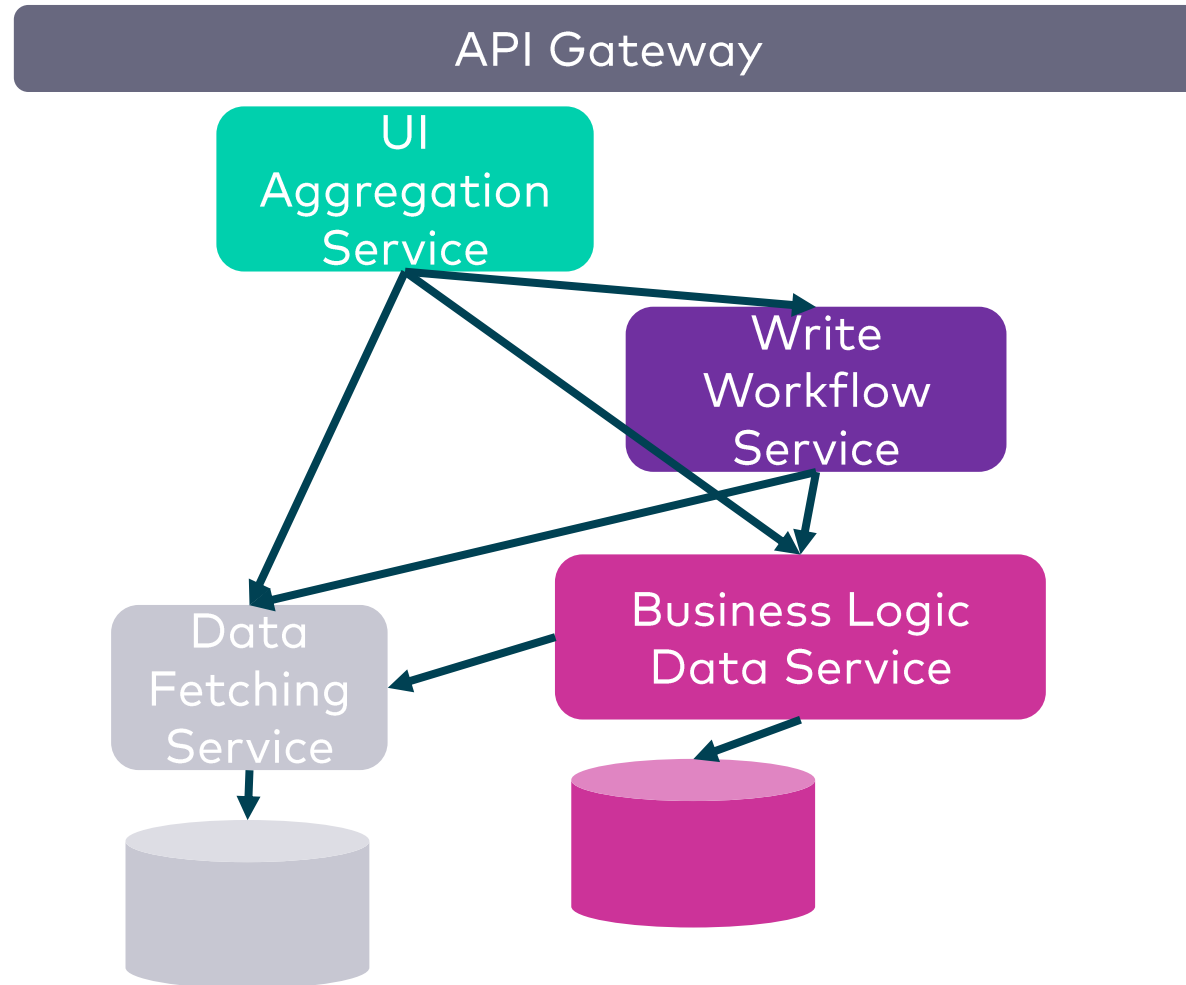 API Gateway
UI
Aggregation
Service
Write
Workflow
Service
Business Logic
Data Service
Data
Fetching
Service